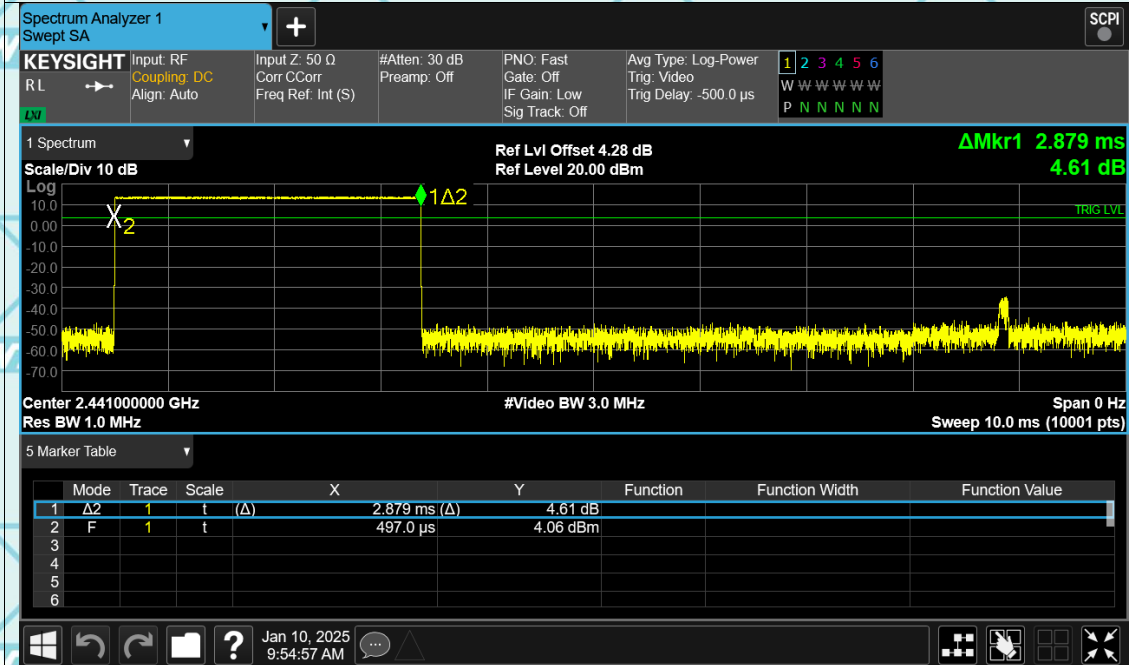 Spectrum Analyzer 1
Swept SA
+
SCPI
KEYSIGHT Input: RF Input Z: 50 Ω #Atten: 30 dB PNO: Fast Avg Type: Log-Power 1 2 3 4 5 6
RL Coupling: DC Corr CCorr Preamp: Off Gate: Off Trig: Video W W W W W W
Align: Auto Freq Ref: Int (S) IF Gain: Low Trig Delay: -500.0 µs
LXI Sig Track: Off P N N N N N
1 Spectrum
Ref Lvl Offset 4.28 dB ΔMkr1 2.879 ms
Scale/Div 10 dB Ref Level 20.00 dBm 4.61 dB
Log
1Δ2
10.0
TRIG LVL
0.00
2
-10.0
-20.0
-30.0
-40.0
-50.0
-60.0
-70.0
Center 2.441000000 GHz #Video BW 3.0 MHz Span 0 Hz
Res BW 1.0 MHz Sweep 10.0 ms (10001 pts)
5 Marker Table
Mode Trace Scale X Y Function Function Width Function Value
1 Δ2 1 t (Δ) 2.879 ms (Δ) 4.61 dB
2 F 1 t 497.0 µs 4.06 dBm
3
4
5
6
? Jan 10, 2025
9:54:57 AM